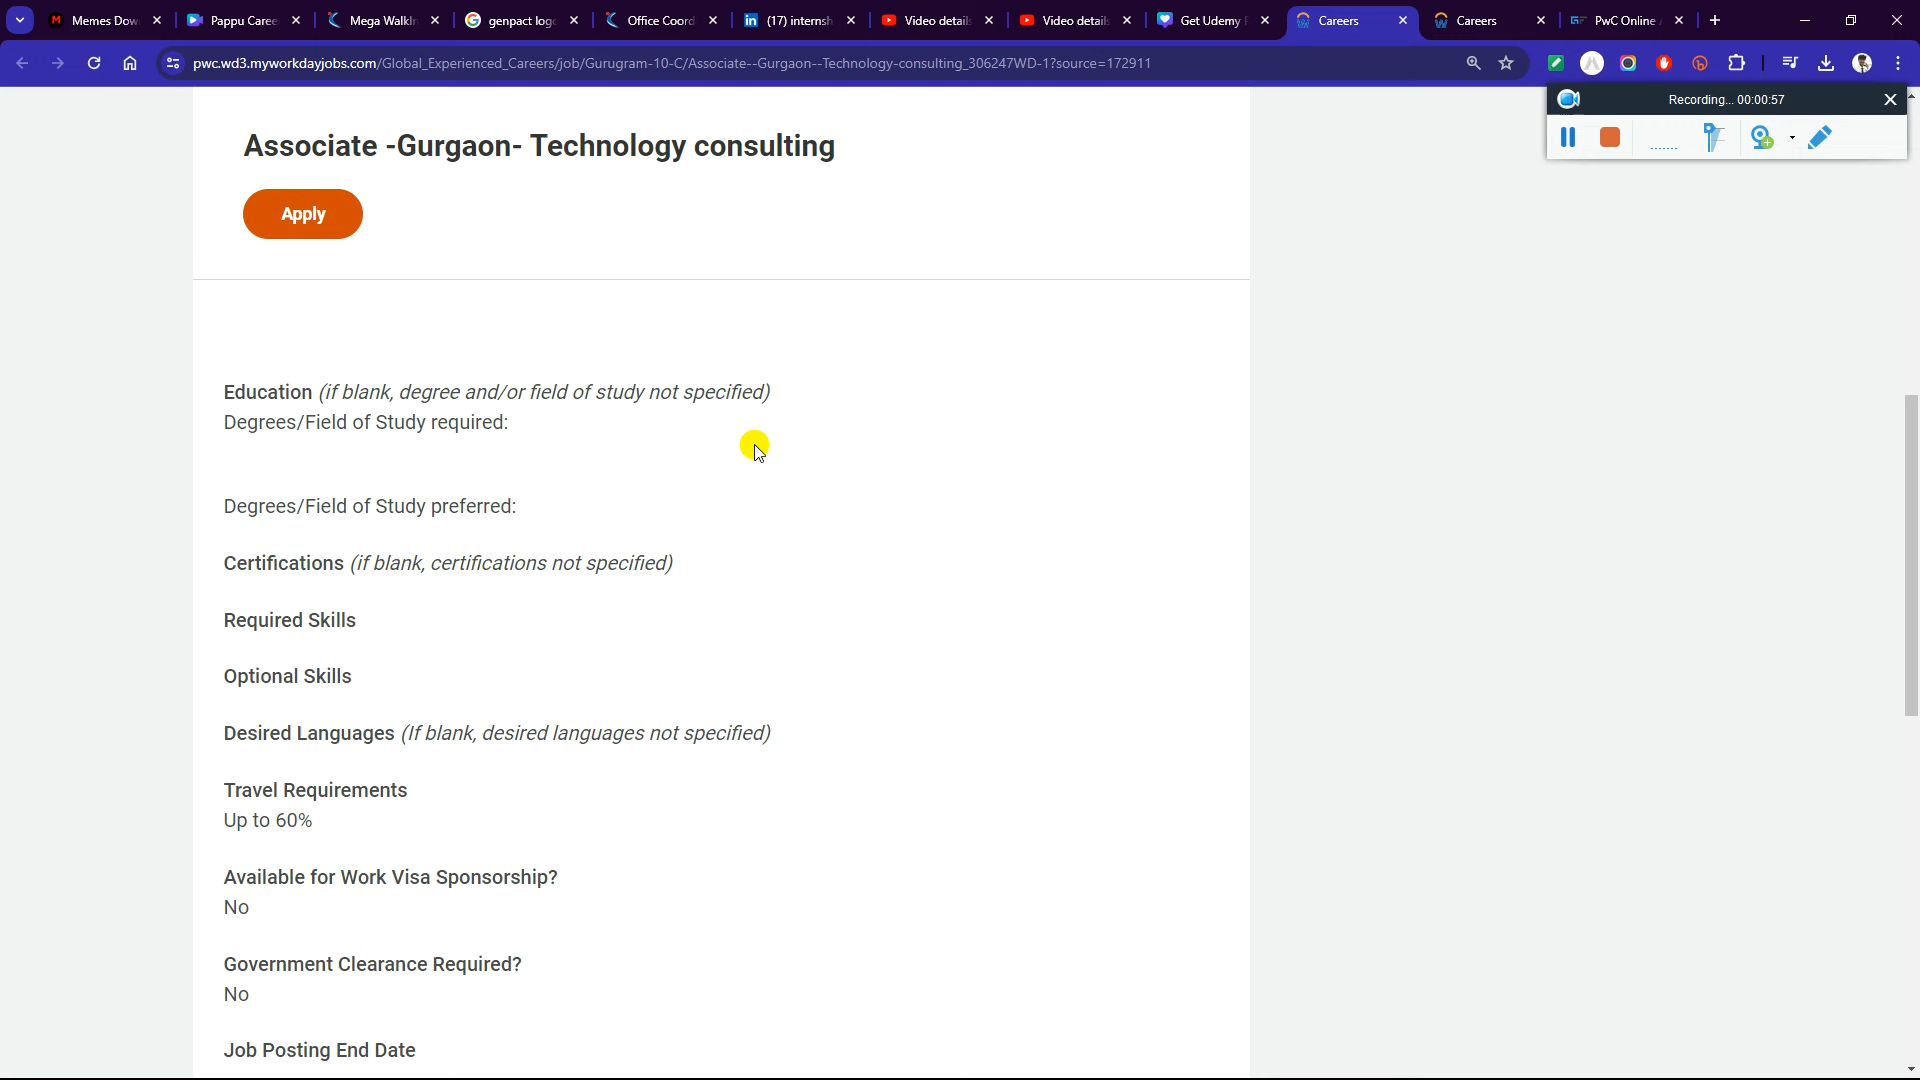 Memes Dow
Pappu Caree
Mega WalkIn
genpact logo
Office Coord
(17) internsh
Video details
Video details
Get Udemy
Careers
Careers
PwC Online
pwc.wd3.myworkdayjobs.com/Global_Experienced_Careers/job/Gurugram-10-C/Associate--Gurgaon--Technology-consulting_306247WD-1?source=172911
Recording... 00:00:57
Associate -Gurgaon- Technology consulting
Apply
Education (if blank, degree and/or field of study not specified)
Degrees/Field of Study required:
Degrees/Field of Study preferred:
Certifications (if blank, certifications not specified)
Required Skills
Optional Skills
Desired Languages (If blank, desired languages not specified)
Travel Requirements
Up to 60%
Available for Work Visa Sponsorship?
No
Government Clearance Required?
No
Job Posting End Date